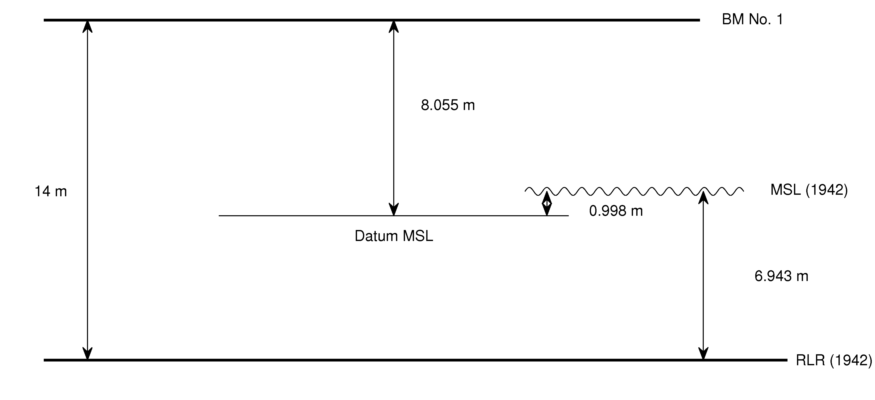 BM No. 1
8.055 m
14 m
MSL (1942)
0.998 m
Datum MSL
6.943 m
RLR (1942)